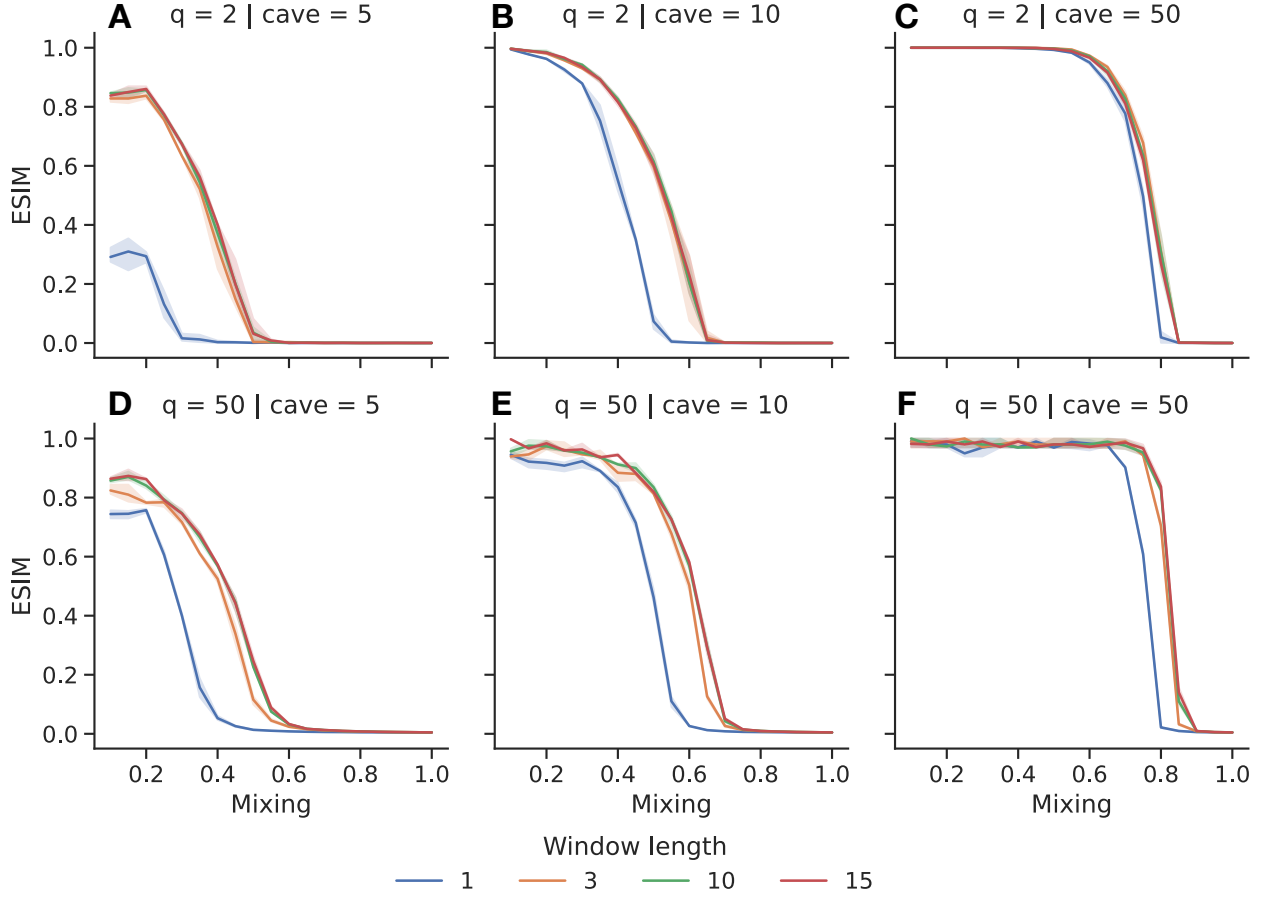 A q = 2 | cave = 5
B q = 2 | cave = 10
C q = 2 | cave = 50
1.0
0.8
0.6
0.4
0.2
0.0
ESIM
D q = 50 | cave = 5
E q = 50 | cave = 10
F q = 50 | cave = 50
1.0
0.8
0.6
0.4
0.2
0.0
ESIM
0.2 0.4 0.6 0.8 1.0
0.2 0.4 0.6 0.8 1.0
0.2 0.4 0.6 0.8 1.0
Mixing
Mixing
Mixing
Window length
1 3 10 15